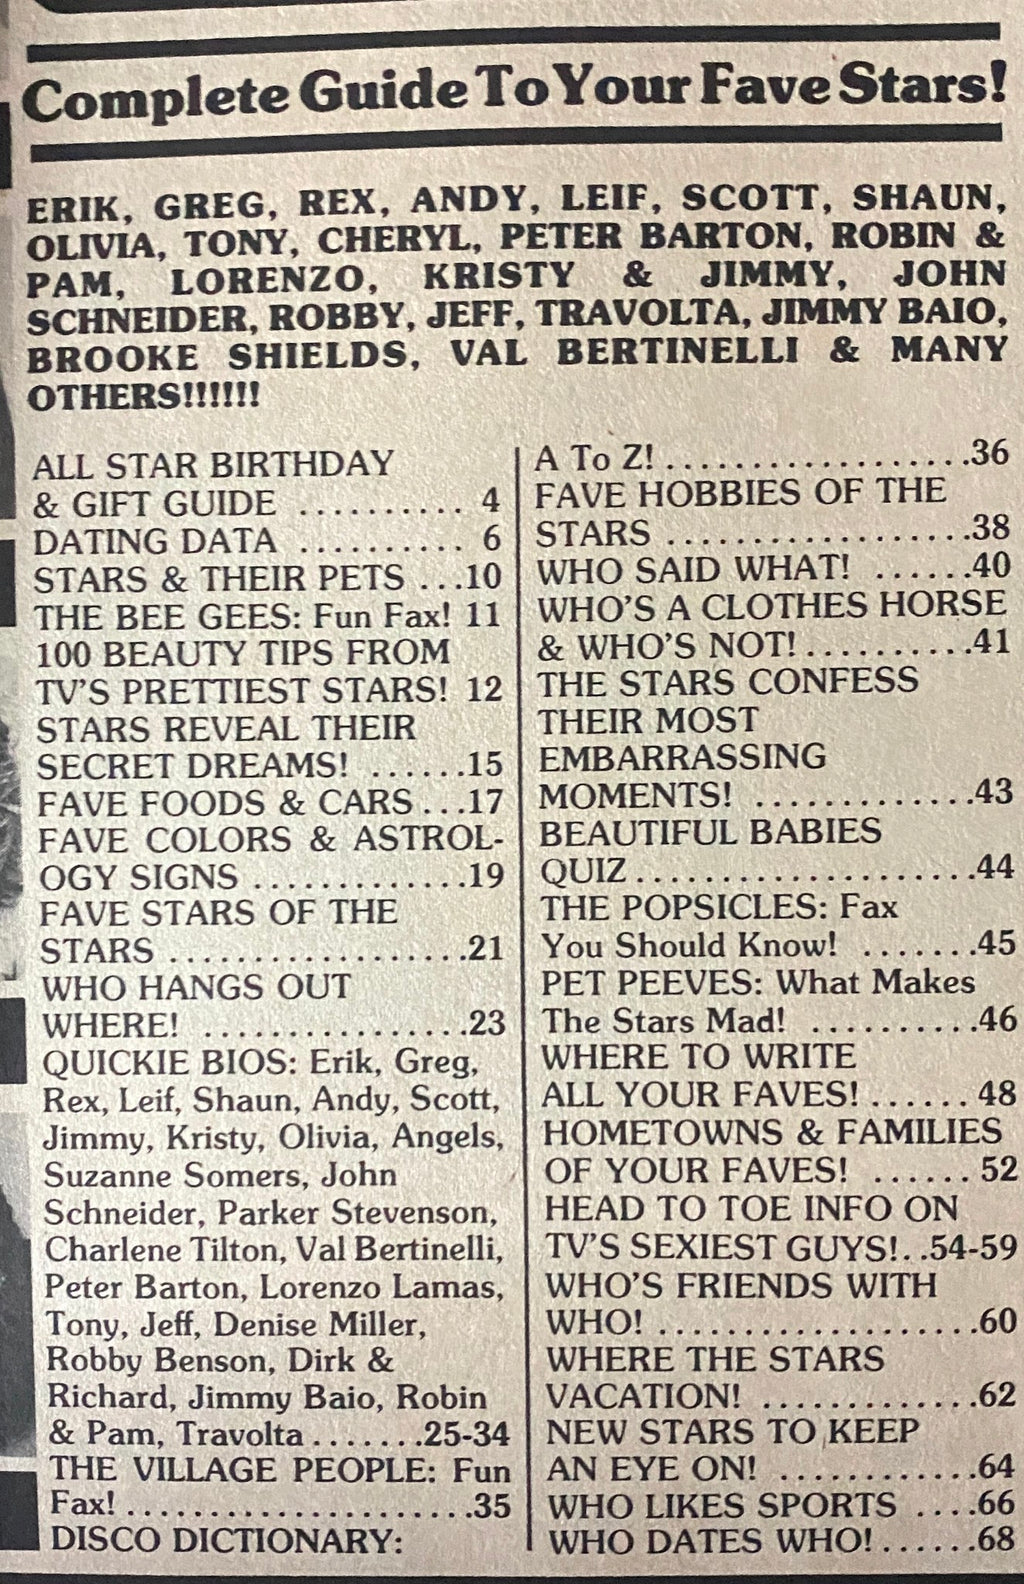 Complete Guide To Your Fave Stars!
ERIK, GREG, REX, ANDY, LEIF, SCOTT, SHAUN,
OLIVIA, TONY, CHERYL, PETER BARTON, ROBIN &
PAM, LORENZO, KRISTY & JIMMY, JOHN
SCHNEIDER, ROBBY, JEFF, TRAVOLTA, JIMMY BAIO,
BROOKE SHIELDS, VAL BERTINELLI & MANY
OTHERS!!!!!!
ALL STAR BIRTHDAY
& GIFT GUIDE .......... 4
DATING DATA .......... 6
STARS & THEIR PETS ...10
THE BEE GEES: Fun Fax! 11
100 BEAUTY TIPS FROM
TV'S PRETTIEST STARS! 12
STARS REVEAL THEIR
SECRET DREAMS! ......15
FAVE FOODS & CARS ...17
FAVE COLORS & ASTROL-
OGY SIGNS .............19
FAVE STARS OF THE
STARS ..................21
WHO HANGS OUT
WHERE! ................23
QUICKIE BIOS: Erik, Greg,
Rex, Leif, Shaun, Andy, Scott,
Jimmy, Kristy, Olivia, Angels,
Suzanne Somers, John
Schneider, Parker Stevenson,
Charlene Tilton, Val Bertinelli,
Peter Barton, Lorenzo Lamas,
Tony, Jeff, Denise Miller,
Robby Benson, Dirk &
Richard, Jimmy Baio, Robin
& Pam, Travolta .......25-34
THE VILLAGE PEOPLE: Fun
Fax! .....................35
DISCO DICTIONARY:
A To Z! ...................36
FAVE HOBBIES OF THE
STARS ...................38
WHO SAID WHAT! ......40
WHO'S A CLOTHES HORSE
& WHO'S NOT! ..........41
THE STARS CONFESS
THEIR MOST
EMBARRASSING
MOMENTS! .............43
BEAUTIFUL BABIES
QUIZ .....................44
THE POPSICLES: Fax
You Should Know! .......45
PET PEEVES: What Makes
The Stars Mad! ..........46
WHERE TO WRITE
ALL YOUR FAVES! ...... 48
HOMETOWNS & FAMILIES
OF YOUR FAVES! ...... 52
HEAD TO TOE INFO ON
TV'S SEXIEST GUYS!. .54-59
WHO'S FRIENDS WITH
WHO! ....................60
WHERE THE STARS
VACATION! .............62
NEW STARS TO KEEP
AN EYE ON! ............64
WHO LIKES SPORTS ....66
WHO DATES WHO! ......68